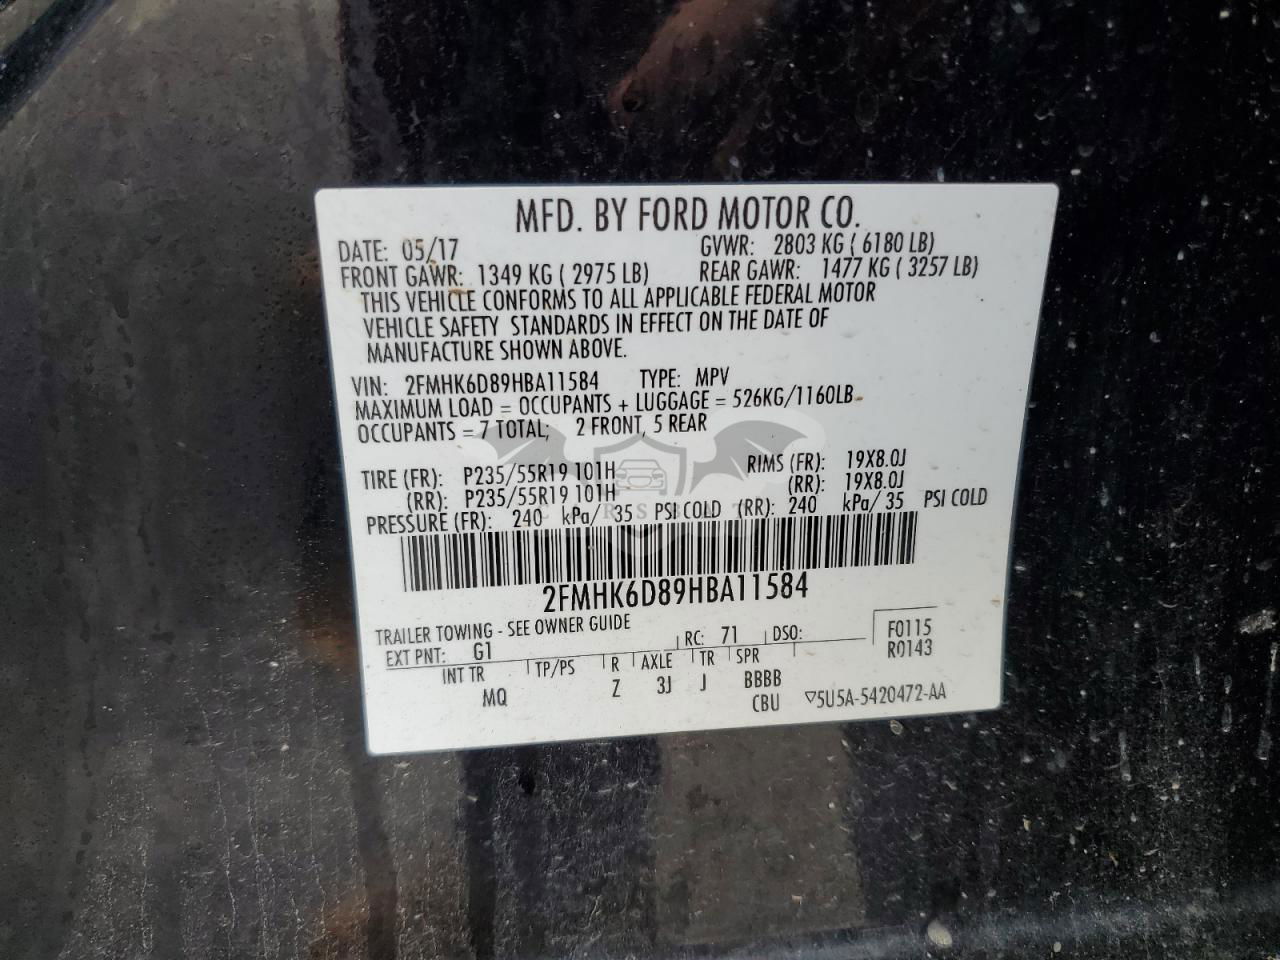 MFD. BY FORD MOTOR CO.
DATE: 05/17 GVWR: 2803 KG ( 6180 LB)
FRONT GAWR: 1349 KG ( 2975 LB) REAR GAWR: 1477 KG ( 3257 LB)
THIS VEHICLE CONFORMS TO ALL APPLICABLE FEDERAL MOTOR
VEHICLE SAFETY STANDARDS IN EFFECT ON THE DATE OF
MANUFACTURE SHOWN ABOVE.
VIN: 2FMHK6D89HBA11584 TYPE: MPV
MAXIMUM LOAD = OCCUPANTS + LUGGAGE = 526KG/1160LB
OCCUPANTS = 7 TOTAL; 2 FRONT, 5 REAR
TIRE (FR): P235/55R19 101H RIMS (FR): 19X8.0J
(RR): P235/55R19 101H (RR): 19X8.0J
PRESSURE (FR): 240 kPa/ 35 PSI COLD (RR): 240 kPa/ 35 PSI COLD
2FMHK6D89HBA11584
TRAILER TOWING - SEE OWNER GUIDE
EXT PNT: G1 RC: 71 DSO: F0115
R0143
INT TR TP/PS R AXLE TR SPR
MQ Z 3J J BBBB
CBU ▽5U5A-5420472-AA